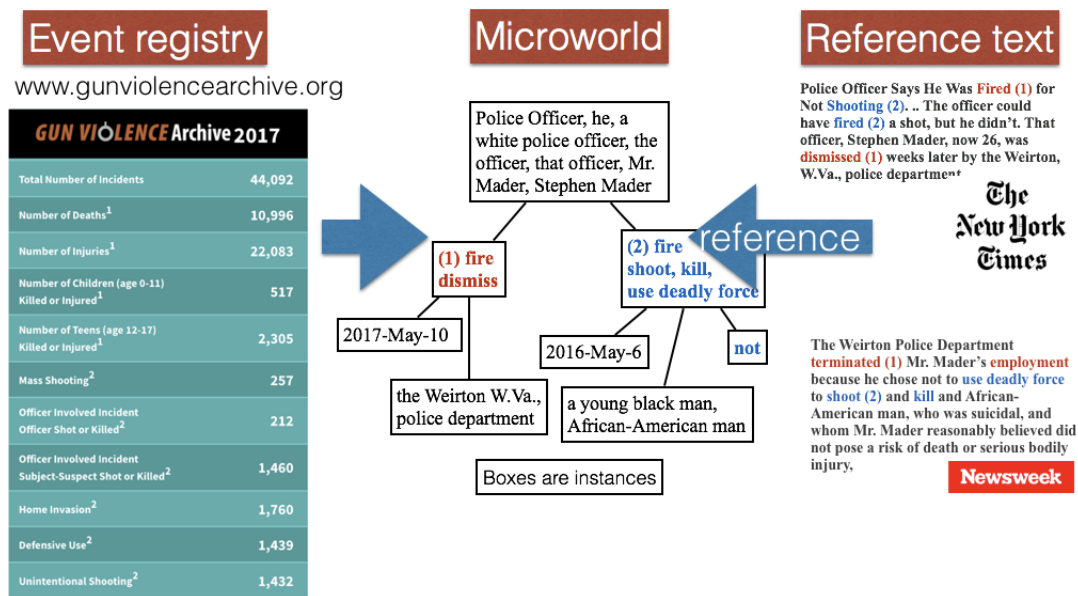 Event registry
www.gunviolencearchive.org
GUN VIOLENCE Archive 2017
Total Number of Incidents 44,092
Number of Deaths1 10,996
Number of Injuries1 22,083
Number of Children (age 0-11)
Killed or Injured1 517
Number of Teens (age 12-17)
Killed or Injured1 2,305
Mass Shooting2 257
Officer Involved Incident
Officer Shot or Killed2 212
Officer Involved Incident
Subject-Suspect Shot or Killed2 1,460
Home Invasion2 1,760
Defensive Use2 1,439
Unintentional Shooting2 1,432
Microworld
Police Officer, he, a
white police officer, the
officer, that officer, Mr.
Mader, Stephen Mader
(1) fire
dismiss
(2) fire
shoot, kill,
use deadly force
reference
2017-May-10
the Weirton W.Va.,
police department
2016-May-6
a young black man,
African-American man
not
Boxes are instances
Reference text
Police Officer Says He Was Fired (1) for
Not Shooting (2). .. The officer could
have fired (2) a shot, but he didn't. That
officer, Stephen Mader, now 26, was
dismissed (1) weeks later by the Weirton,
W.Va., police department
The
New York
Times
The Weirton Police Department
terminated (1) Mr. Mader's employment
because he chose not to use deadly force
to shoot (2) and kill and African-
American man, who was suicidal, and
whom Mr. Mader reasonably believed did
not pose a risk of death or serious bodily
injury,
Newsweek